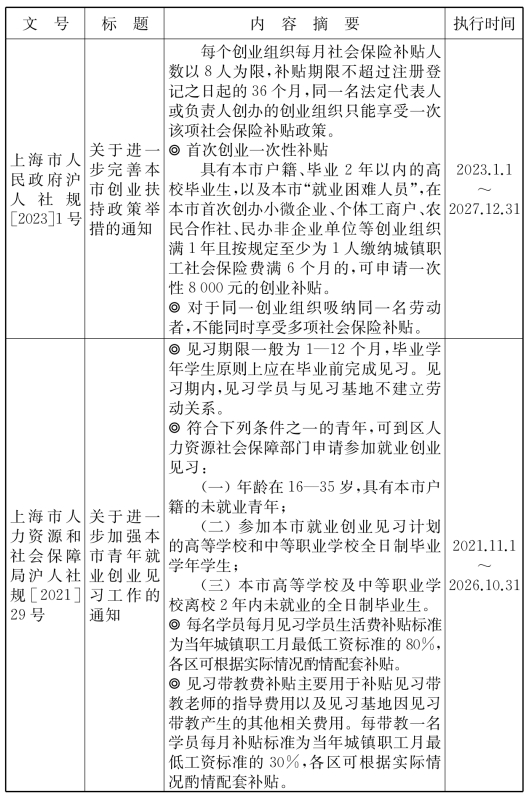 文　号
标　题
内　容　摘　要
执行时间
上海市人
民政府沪
人 社 规
[2023]1号
关于进一
步完善本
市创业扶
持政策举
措的通知
每个创业组织每月社会保险补贴人
数以8人为限,补贴期限不超过注册登
记之日起的36个月,同一名法定代表人
或负责人创办的创业组织只能享受一次
该项社会保险补贴政策。
◎ 首次创业一次性补贴
具有本市户籍、毕业2年以内的高
校毕业生,以及本市“就业困难人员”,在
本市首次创办小微企业、个体工商户、农
民合作社、民办非企业单位等创业组织
满1年且按规定至少为1人缴纳城镇职
工社会保险费满6个月的,可申请一次
性8 000元的创业补贴。
◎ 对于同一创业组织吸纳同一名劳动
者,不能同时享受多项社会保险补贴。
2023.1.1
～
2027.12.31
上海市人
力资源和
社会保障
局沪人社
规［2021］
29号
关于进一
步加强本
市青年就
业创业见
习工作的
通知
◎ 见习期限一般为1—12个月,毕业学
年学生原则上应在毕业前完成见习。见
习期内,见习学员与见习基地不建立劳
动关系。
◎ 符合下列条件之一的青年,可到区人
力资源社会保障部门申请参加就业创业
见习:
(一) 年龄在16—35岁,具有本市户
籍的未就业青年;
(二) 参加本市就业创业见习计划
的高等学校和中等职业学校全日制毕业
学年学生;
(三) 本市高等学校及中等职业学
校离校2年内未就业的全日制毕业生。
◎ 每名学员每月见习学员生活费补贴标准
为当年城镇职工月最低工资标准的80%,
各区可根据实际情况酌情配套补贴。
◎ 见习带教费补贴主要用于补贴见习带
教老师的指导费用以及见习基地因见习
带教产生的其他相关费用。每带教一名
学员每月补贴标准为当年城镇职工月最
低工资标准的30%,各区可根据实际情
况酌情配套补贴。
2021.11.1
～
2026.10.31